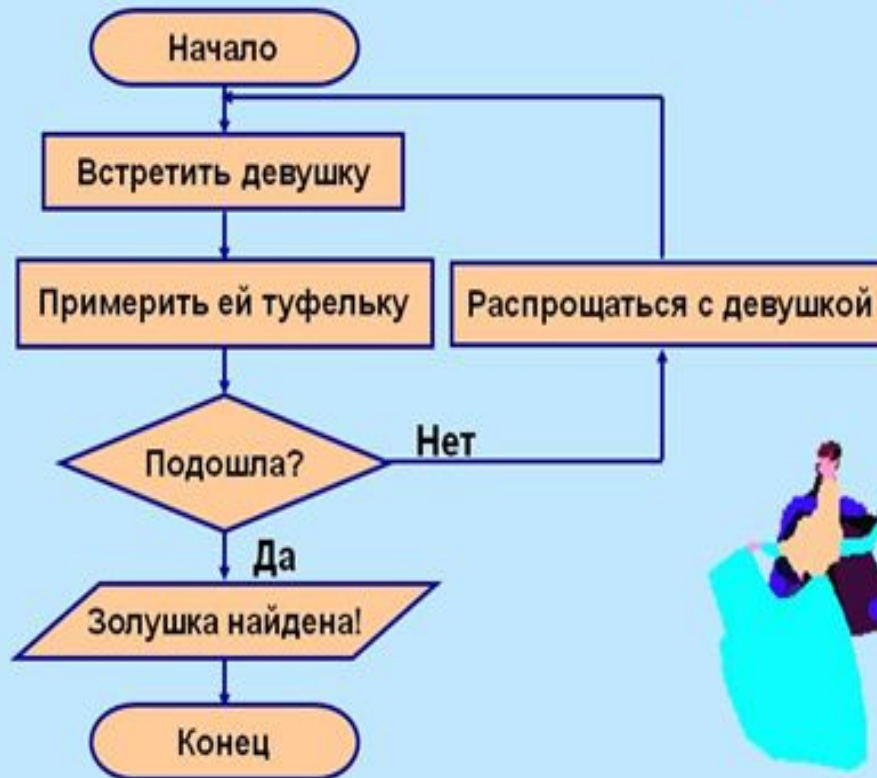 Начало
Встретить девушку
Примерить ей туфельку
Распрощаться с девушкой
Подошла?
Нет
Да
Золушка найдена!
Конец